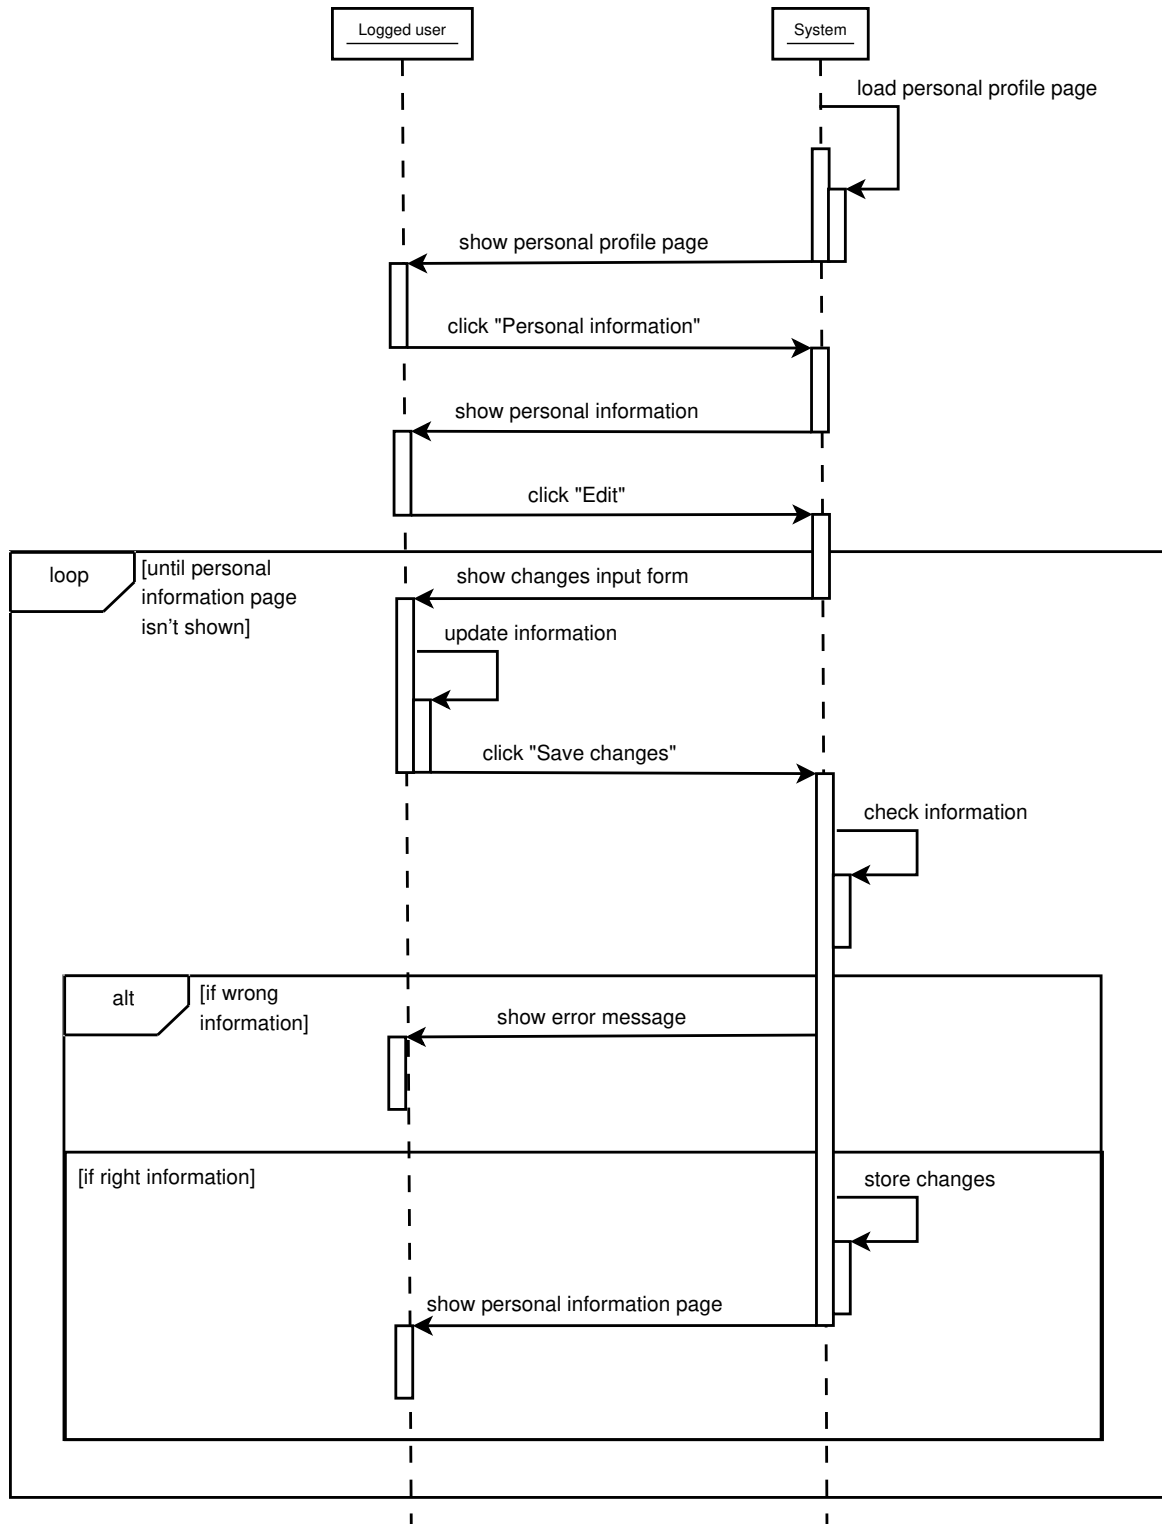 Logged user
System
load personal profile page
show personal profile page
click "Personal information"
show personal information
click "Edit"
loop
[until personal
information page
isn't shown]
show changes input form
update information
click "Save changes"
check information
alt
[if wrong
information]
show error message
[if right information]
store changes
show personal information page